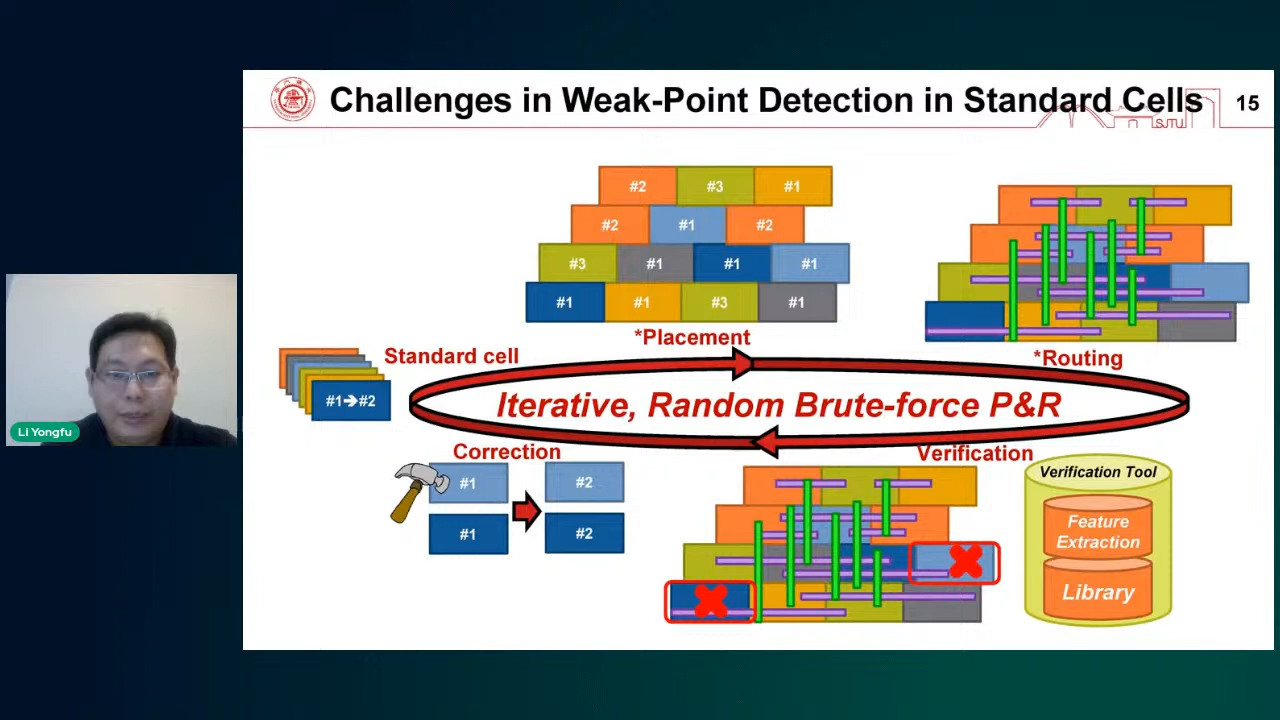 Challenges in Weak-Point Detection in Standard Cells
15
SJTU
#2 #3 #1
#2 #1 #2
#3 #1 #1 #1
#1 #1 #3 #1
*Placement
*Routing
Standard cell
#1➔#2
Iterative, Random Brute-force P&R
Correction
Verification
#1 #2
#1 #2
Verification Tool
Feature
Extraction
Library
Li Yongfu